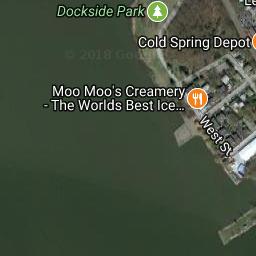 Dockside Park
© 2018 Google
Cold Spring Depot
Moo Moo's Creamery
- The Worlds Best Ice...
West St